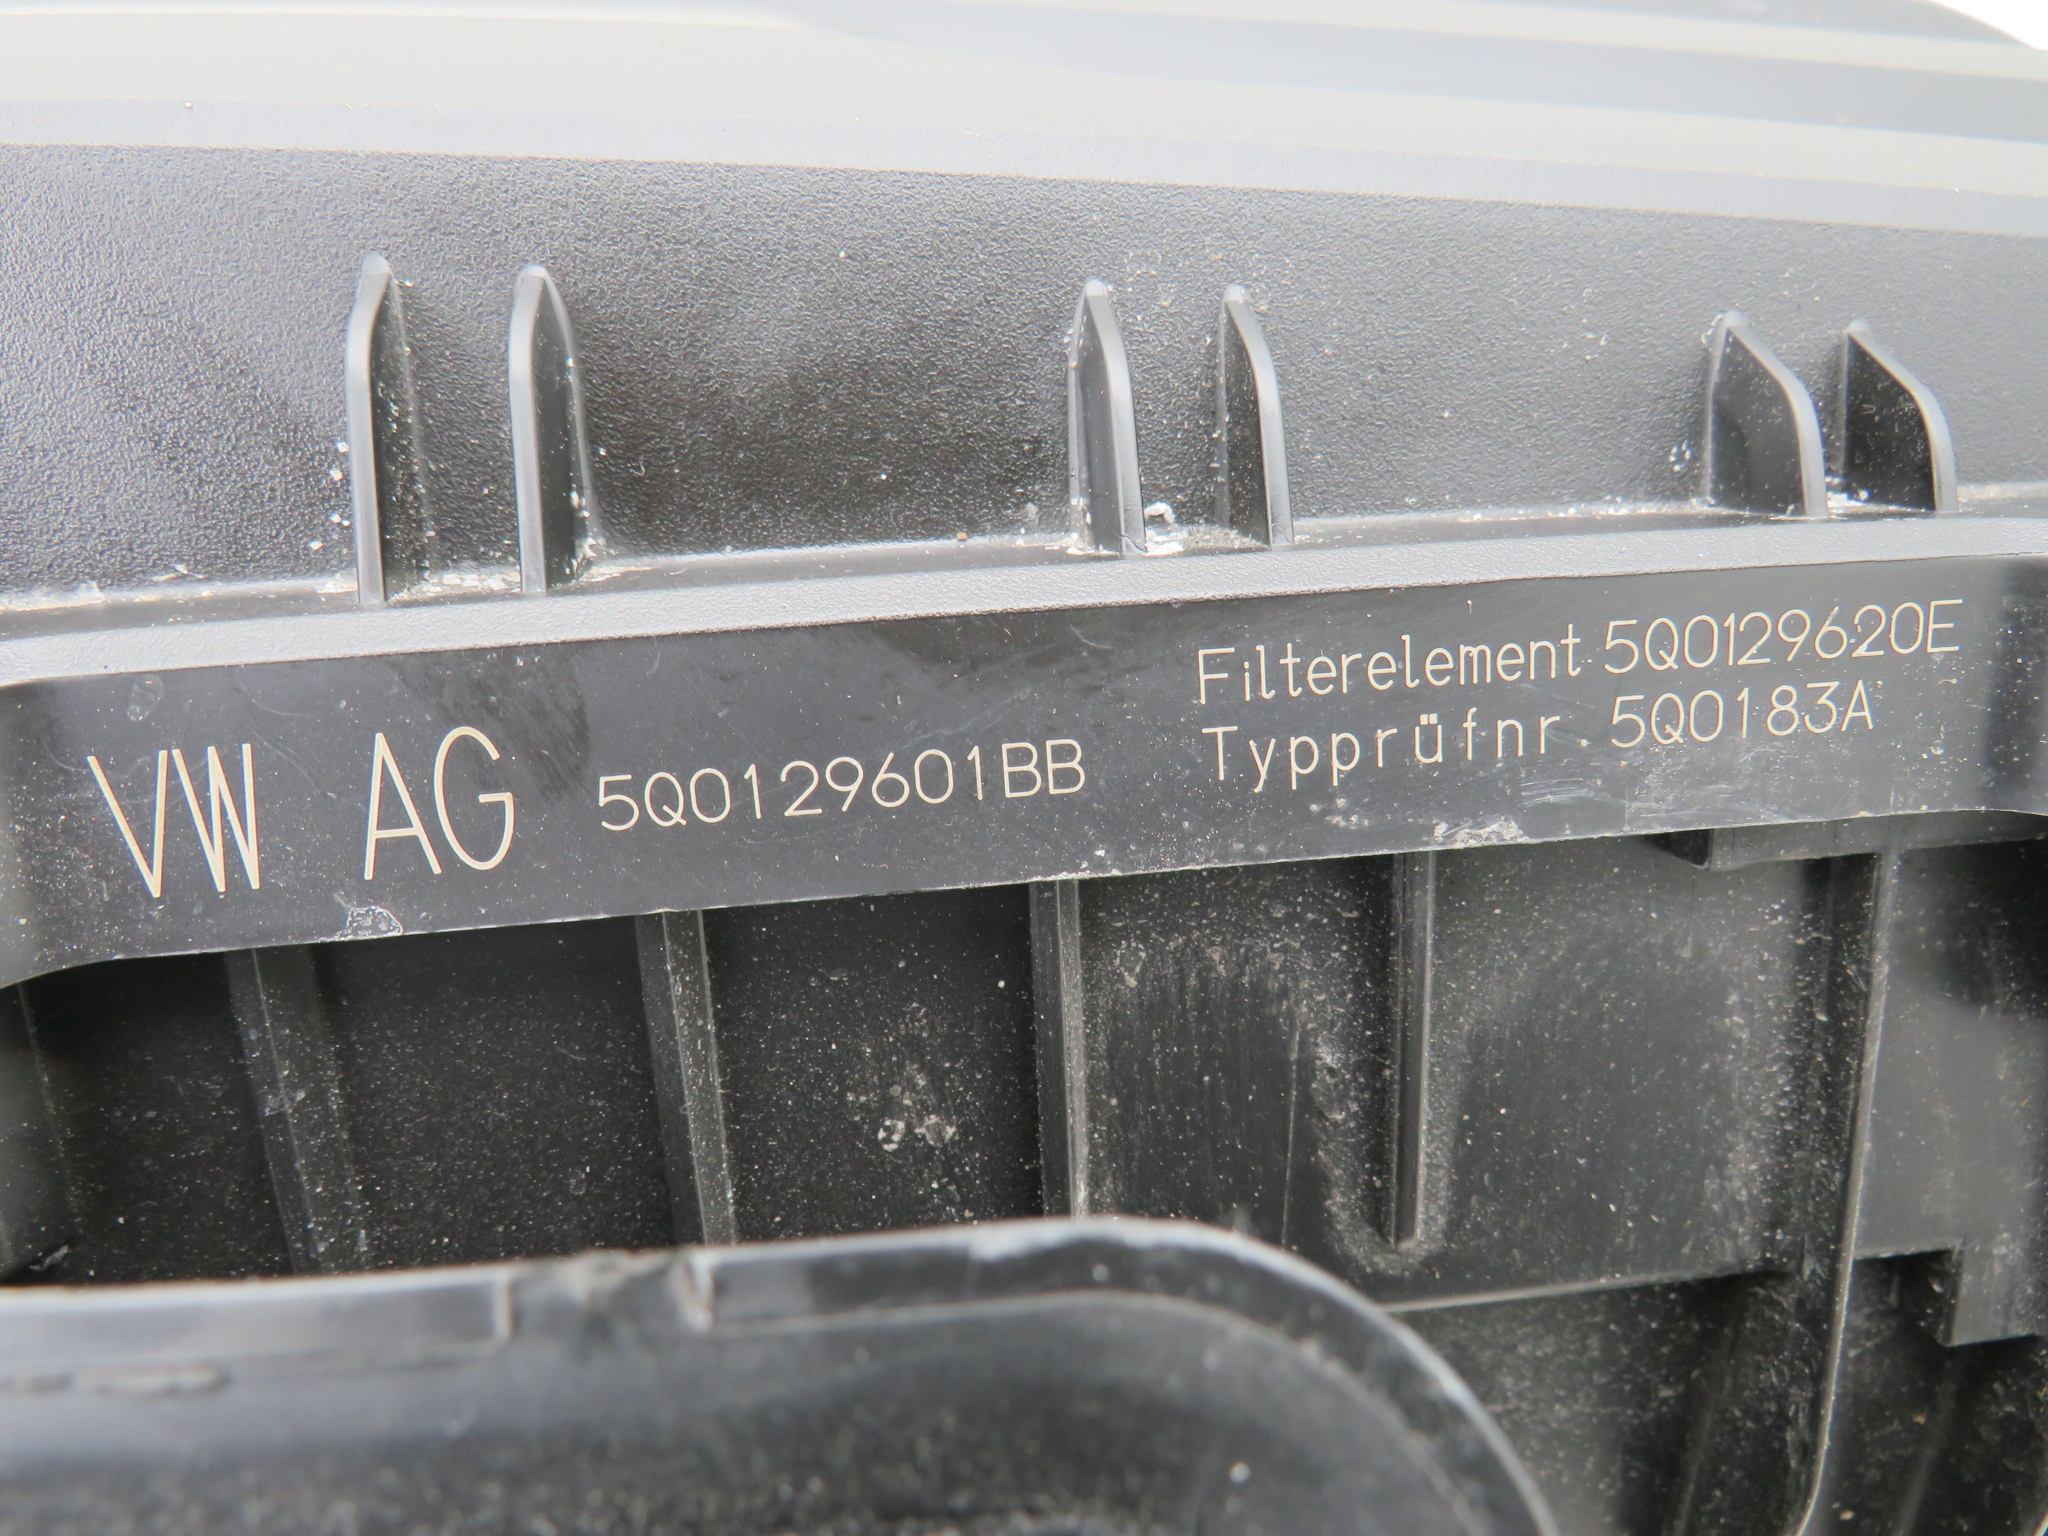 VW AG 5Q0129601BB
Filterelement 5Q0129620E
Typprüfnr. 5Q0183A